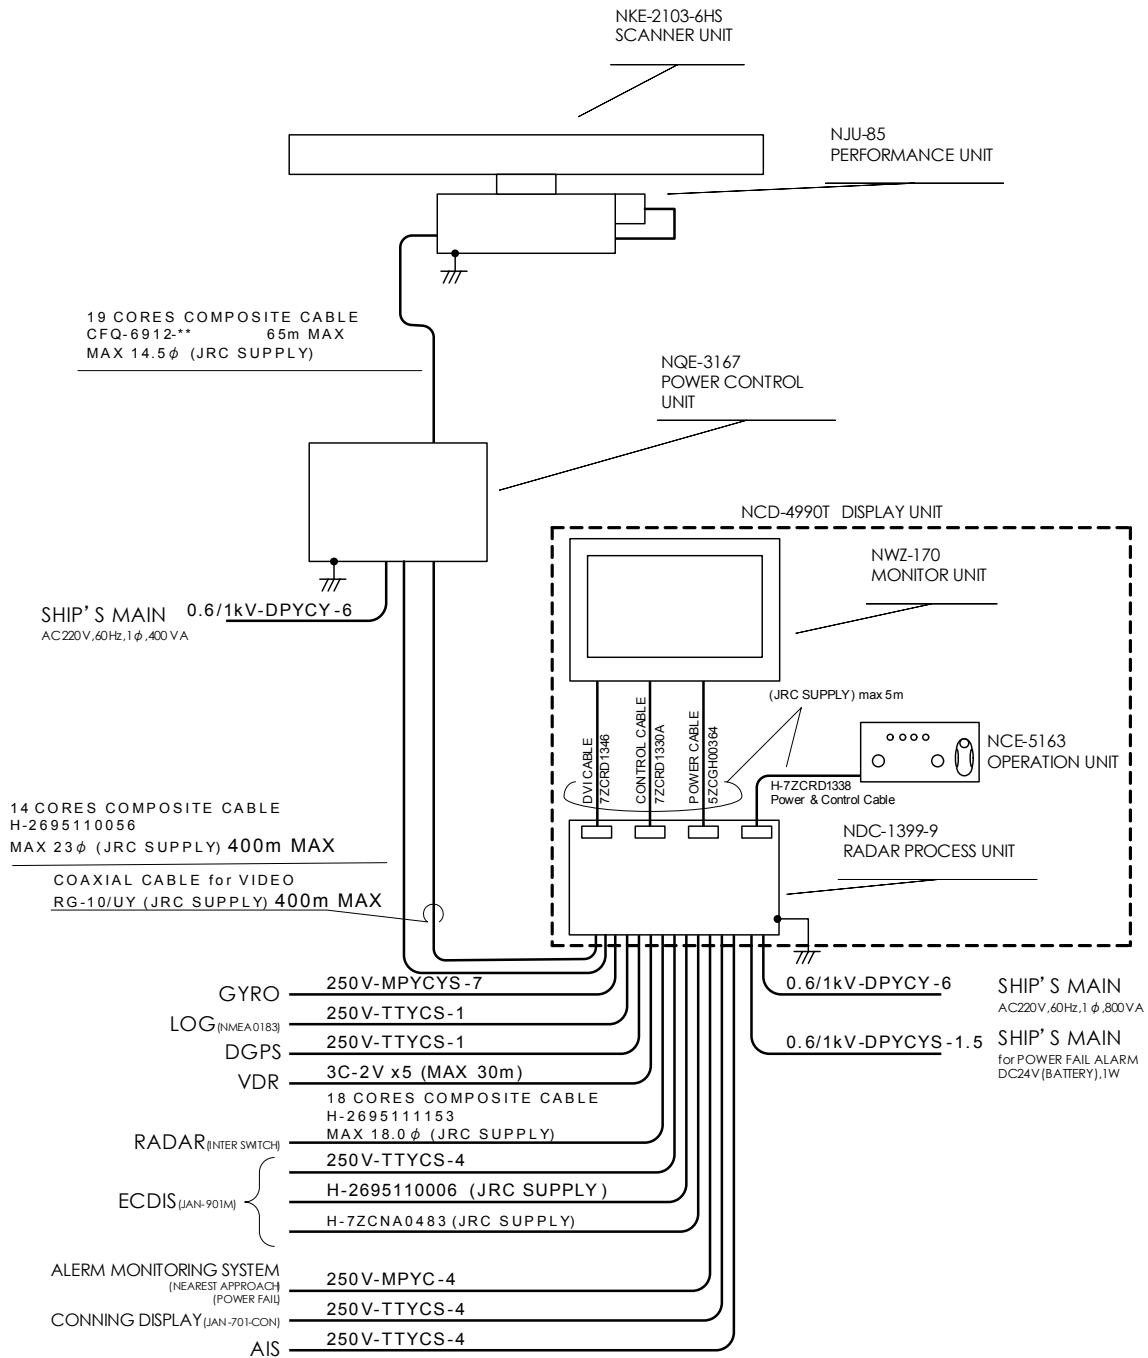 NKE-2103-6HS
SCANNER UNIT
NJU-85
PERFORMANCE UNIT
19 CORES COMPOSITE CABLE
CFQ-6912-** 65m MAX
MAX 14.5φ (JRC SUPPLY)
NQE-3167
POWER CONTROL
UNIT
NCD-4990T DISPLAY UNIT
NWZ-170
MONITOR UNIT
SHIP'S MAIN 0.6/1kV-DPYCY-6
AC220V,60Hz,1φ,400VA
(JRC SUPPLY) max 5m
DVI CABLE
7ZCRD1346
CONTROL CABLE
7ZCRD1330A
POWER CABLE
5ZCGH00364
NCE-5163
OPERATION UNIT
H-7ZCRD1338
Power & Control Cable
14 CORES COMPOSITE CABLE
H-2695110056
MAX 23φ (JRC SUPPLY) 400m MAX
NDC-1399-9
RADAR PROCESS UNIT
COAXIAL CABLE for VIDEO
RG-10/UY (JRC SUPPLY) 400m MAX
GYRO 250V-MPYCYS-7
0.6/1kV-DPYCY-6 SHIP'S MAIN
AC220V,60Hz,1φ,800VA
LOG(NMEA0183) 250V-TTYCS-1
DGPS 250V-TTYCS-1
0.6/1kV-DPYCYS-1.5 SHIP'S MAIN
for POWER FAIL ALARM
DC24V(BATTERY),1W
VDR 3C-2V x5 (MAX 30m)
18 CORES COMPOSITE CABLE
H-2695111153
MAX 18.0φ (JRC SUPPLY)
RADAR(INTER SWITCH)
250V-TTYCS-4
ECDIS(JAN-901M) H-2695110006 (JRC SUPPLY)
H-7ZCNA0483 (JRC SUPPLY)
ALERM MONITORING SYSTEM 250V-MPYC-4
(NEAREST APPROACH)
(POWER FAIL)
CONNING DISPLAY(JAN-701-CON) 250V-TTYCS-4
AIS 250V-TTYCS-4